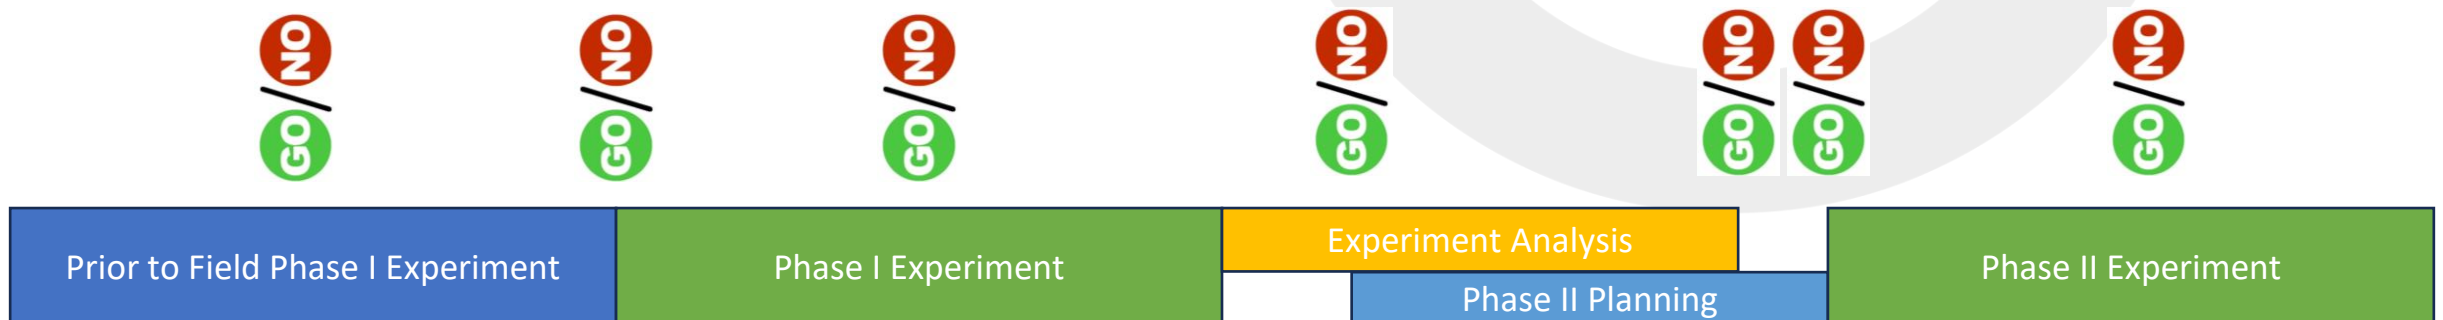 GO/NO
GO/NO
GO/NO
GO/NO
GO/NO
GO/NO
GO/NO
Prior to Field Phase I Experiment
Phase I Experiment
Experiment Analysis
Phase II Planning
Phase II Experiment